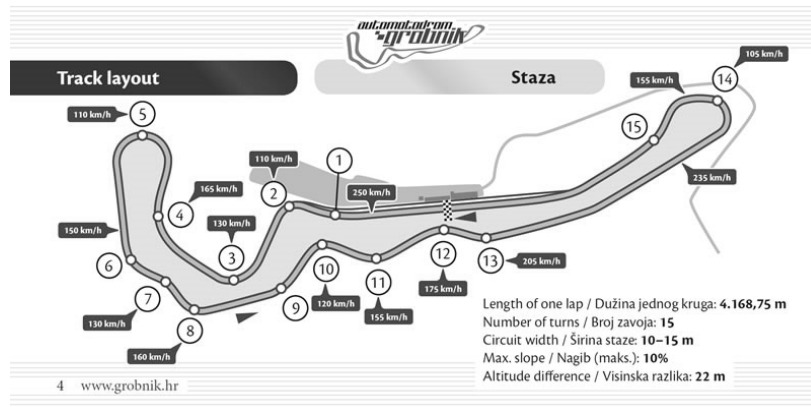 automotodrom
grobnik
Track layout
Staza
105 km/h
155 km/h
14
110 km/h
5
15
1
110 km/h
235 km/h
165 km/h
2
250 km/h
4
130 km/h
150 km/h
3
6
12
13
205 km/h
10
11
7
9
175 km/h
120 km/h
155 km/h
130 km/h
8
160 km/h
Length of one lap / Dužina jednog kruga: 4.168,75 m
Number of turns / Broj zavoja: 15
Circuit width / Širina staze: 10–15 m
Max. slope / Nagib (maks.): 10%
Altitude difference / Visinska razlika: 22 m
4 www.grobnik.hr